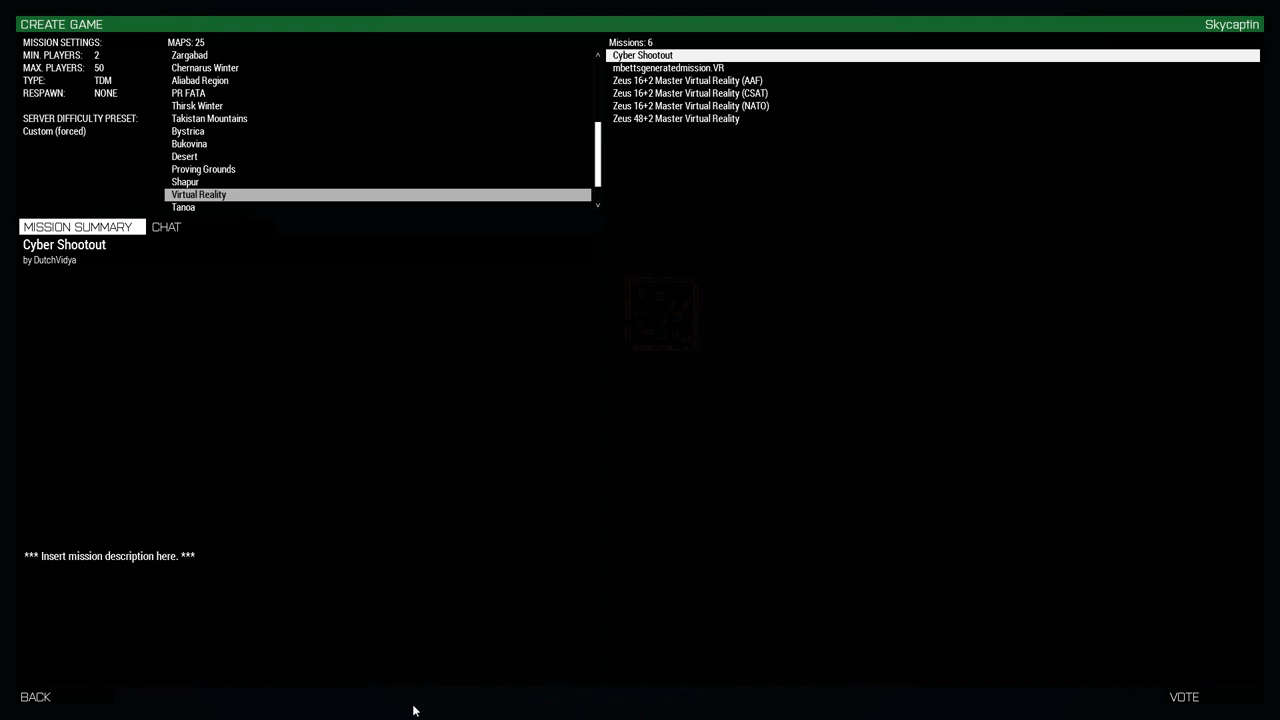 CREATE GAME
Skycaptin
MISSION SETTINGS:
MIN. PLAYERS: 2
MAX. PLAYERS: 50
TYPE: TDM
RESPAWN: NONE
SERVER DIFFICULTY PRESET:
Custom (forced)
MAPS: 25
Zargabad
Chernarus Winter
Aliabad Region
PR FATA
Thirsk Winter
Takistan Mountains
Bystrica
Bukovina
Desert
Proving Grounds
Shapur
Virtual Reality
Tanoa
Missions: 6
Cyber Shootout
mbettsgeneratedmission.VR
Zeus 16+2 Master Virtual Reality (AAF)
Zeus 16+2 Master Virtual Reality (CSAT)
Zeus 16+2 Master Virtual Reality (NATO)
Zeus 48+2 Master Virtual Reality
MISSION SUMMARY
CHAT
Cyber Shootout
by DutchVidya
*** Insert mission description here. ***
BACK
VOTE